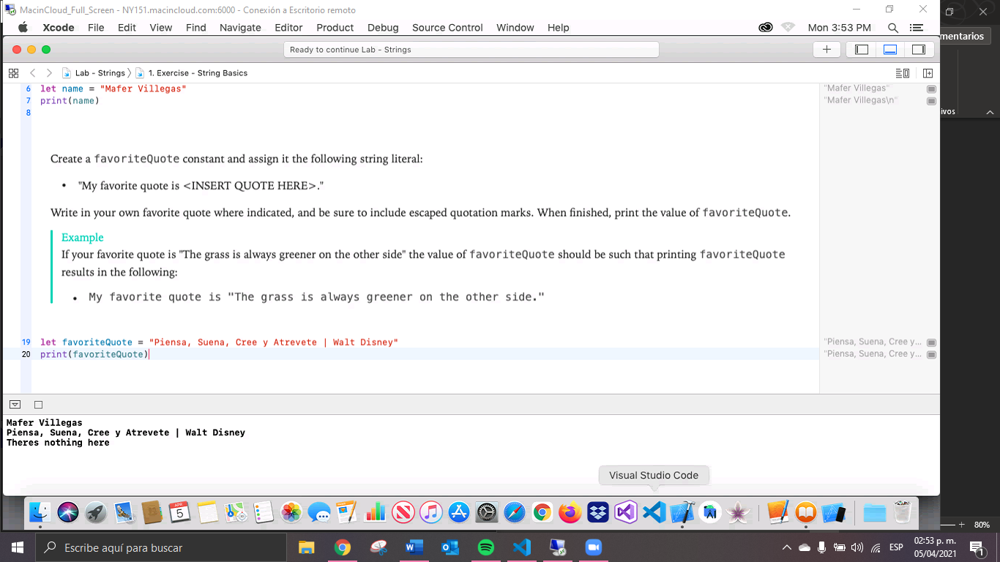 MacinCloud_Full_Screen - NY151.macincloud.com:6000 - Conexión a Escritorio remoto
Xcode File Edit View Find Navigate Editor Product Debug Source Control Window Help Mon 3:53 PM
mentarios
Ready to continue Lab - Strings
Lab - Strings 1. Exercise - String Basics
6 let name = "Mafer Villegas" "Mafer Villegas"
7 print(name) "Mafer Villegas\n"
8
ivos
Create a favoriteQuote constant and assign it the following string literal:
• "My favorite quote is <INSERT QUOTE HERE>."
Write in your own favorite quote where indicated, and be sure to include escaped quotation marks. When finished, print the value of favoriteQuote.
Example
If your favorite quote is "The grass is always greener on the other side" the value of favoriteQuote should be such that printing favoriteQuote
results in the following:
• My favorite quote is "The grass is always greener on the other side."
19 let favoriteQuote = "Piensa, Suena, Cree y Atrevete | Walt Disney" "Piensa, Suena, Cree y...
20 print(favoriteQuote) "Piensa, Suena, Cree y...
Mafer Villegas
Piensa, Suena, Cree y Atrevete | Walt Disney
Theres nothing here
Visual Studio Code
APR
5
80%
Escribe aquí para buscar
ESP
02:53 p. m.
05/04/2021
1